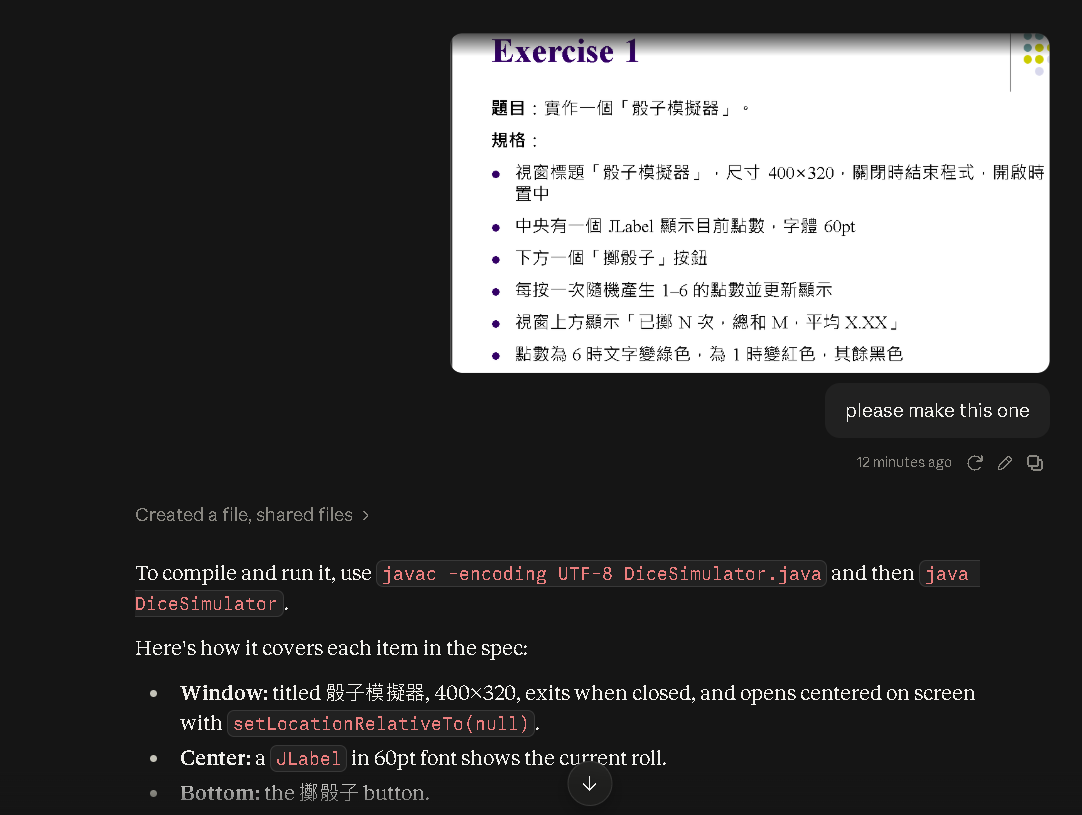 Exercise 1
題目：實作一個「骰子模擬器」。
規格：
● 視窗標題「骰子模擬器」，尺寸 400×320，關閉時結束程式，開啟時
置中
● 中央有一個 JLabel 顯示目前點數，字體 60pt
● 下方一個「擲骰子」按鈕
● 每按一次隨機產生 1–6 的點數並更新顯示
● 視窗上方顯示「已擲 N 次，總和 M，平均 X.XX」
● 點數為 6 時文字變綠色，為 1 時變紅色，其餘黑色
please make this one
12 minutes ago
Created a file, shared files >
To compile and run it, use javac -encoding UTF-8 DiceSimulator.java and then java
DiceSimulator.
Here's how it covers each item in the spec:
• Window: titled 骰子模擬器, 400×320, exits when closed, and opens centered on screen
with setLocationRelativeTo(null).
• Center: a JLabel in 60pt font shows the current roll.
• Bottom: the 擲骰子 button.